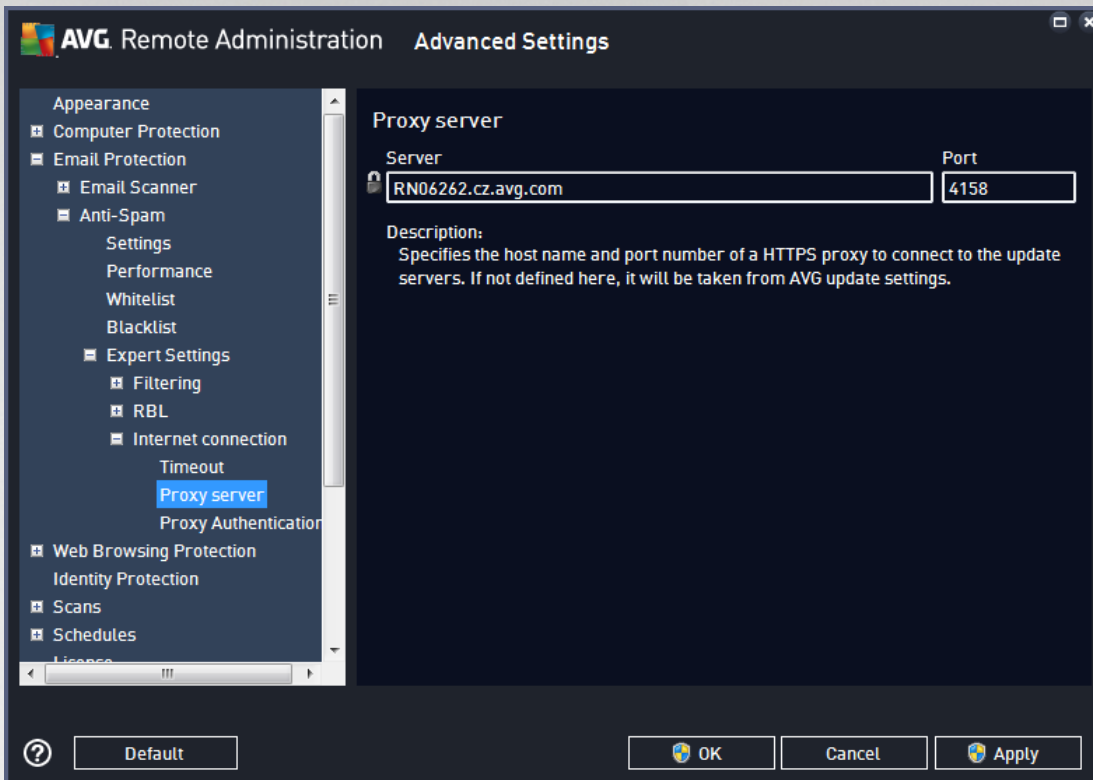 AVG. Remote Administration Advanced Settings
Appearance
Computer Protection
Email Protection
Email Scanner
Anti-Spam
Settings
Performance
Whitelist
Blacklist
Expert Settings
Filtering
RBL
Internet connection
Timeout
Proxy server
Proxy Authentication
Web Browsing Protection
Identity Protection
Scans
Schedules
License
Proxy server
Server Port
RN06262.cz.avg.com 4158
Description:
Specifies the host name and port number of a HTTPS proxy to connect to the update
servers. If not defined here, it will be taken from AVG update settings.
? Default OK Cancel Apply